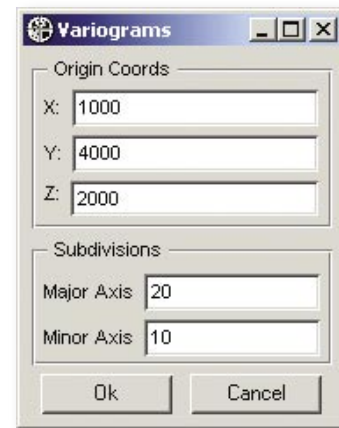 Variograms
Origin Coords
X: 1000
Y: 4000
Z: 2000
Subdivisions
Major Axis 20
Minor Axis 10
Ok Cancel